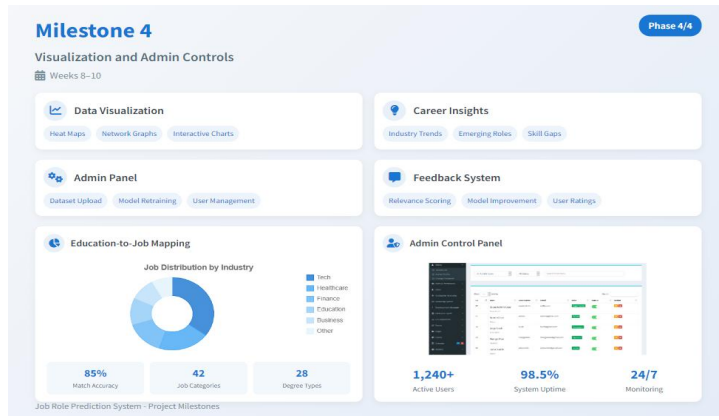 Milestone 4
Phase 4/4
Visualization and Admin Controls
Weeks 8–10
Data Visualization
Heat Maps Network Graphs Interactive Charts
Career Insights
Industry Trends Emerging Roles Skill Gaps
Admin Panel
Dataset Upload Model Retraining User Management
Feedback System
Relevance Scoring Model Improvement User Ratings
Education-to-Job Mapping
Job Distribution by Industry
Tech
Healthcare
Finance
Education
Business
Other
85%
Match Accuracy
42
Job Categories
28
Degree Types
Admin Control Panel
1,240+
Active Users
98.5%
System Uptime
24/7
Monitoring
Job Role Prediction System - Project Milestones